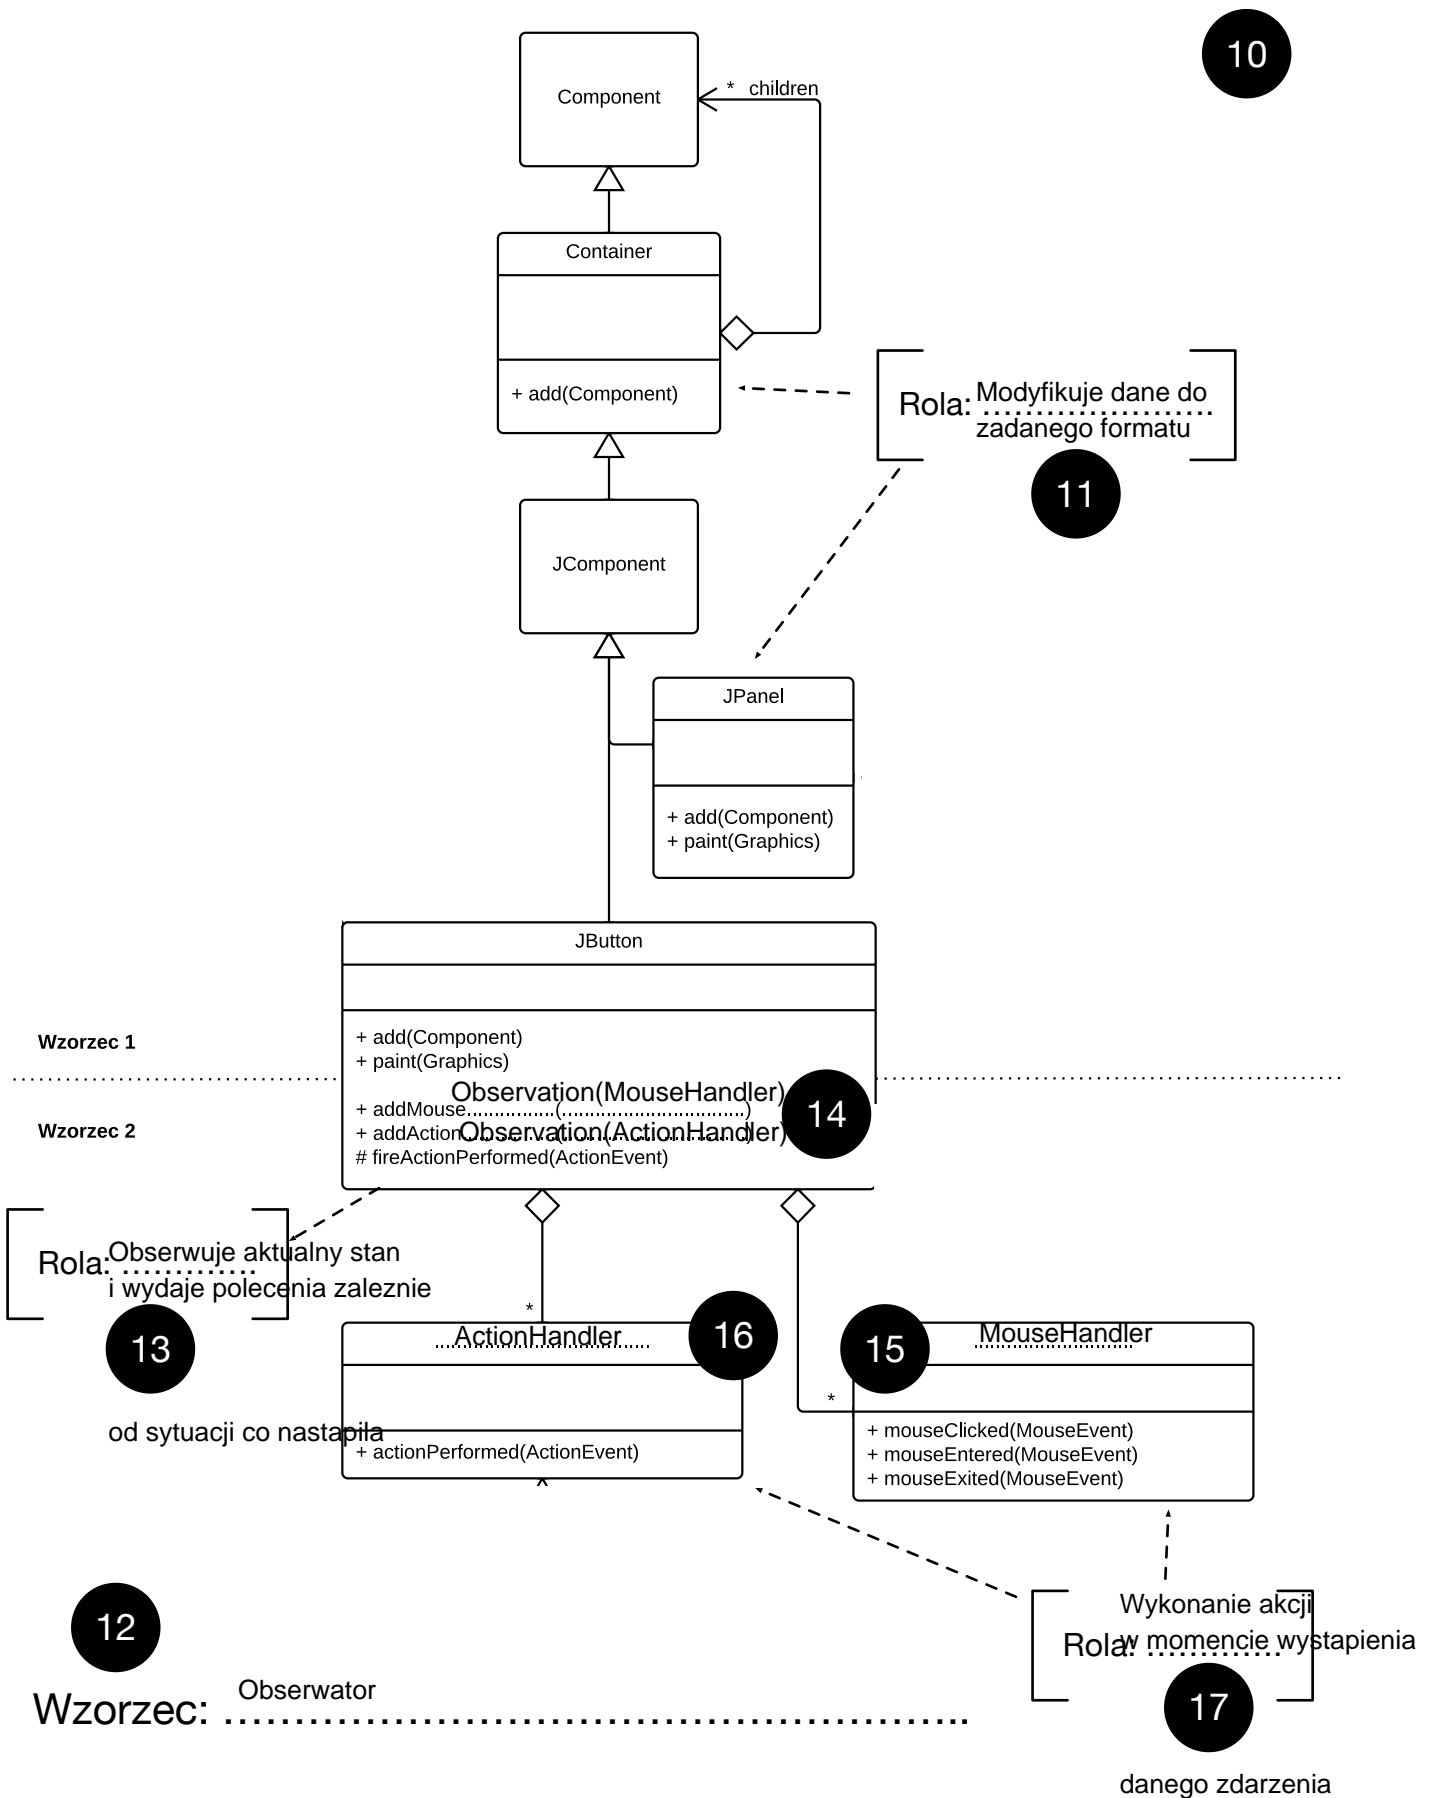 10
* children
Component
Container
+ add(Component)
Rola: ......................
Modyfikuje dane do
zadanego formatu
11
JComponent
JPanel
+ add(Component)
+ paint(Graphics)
JButton
+ add(Component)
+ paint(Graphics)
Wzorzec 1
Wzorzec 2
+ addMouse................(..................................)
Observation(MouseHandler)
+ addAction................(..................................)
Observation(ActionHandler)
# fireActionPerformed(ActionEvent)
14
Rola: .............
Obserwuje aktualny stan
i wydaje polecenia zaleznie
13
od sytuacji co nastapila
*
ActionHandler
16
+ actionPerformed(ActionEvent)
15
MouseHandler
*
+ mouseClicked(MouseEvent)
+ mouseEntered(MouseEvent)
+ mouseExited(MouseEvent)
12
Wzorzec: ......................................................
Obserwator
Rola: .............
Wykonanie akcji
w momencie wystapienia
17
danego zdarzenia